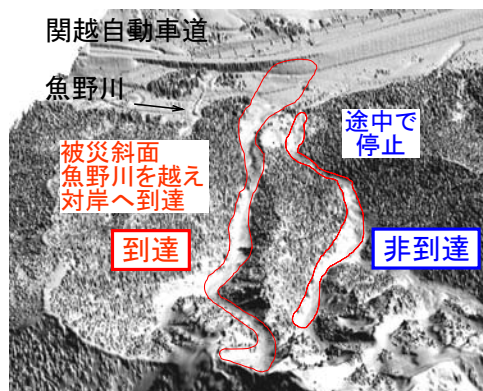 関越自動車道
魚野川
途中で
停止
被災斜面
魚野川を越え
対岸へ到達
到達
非到達